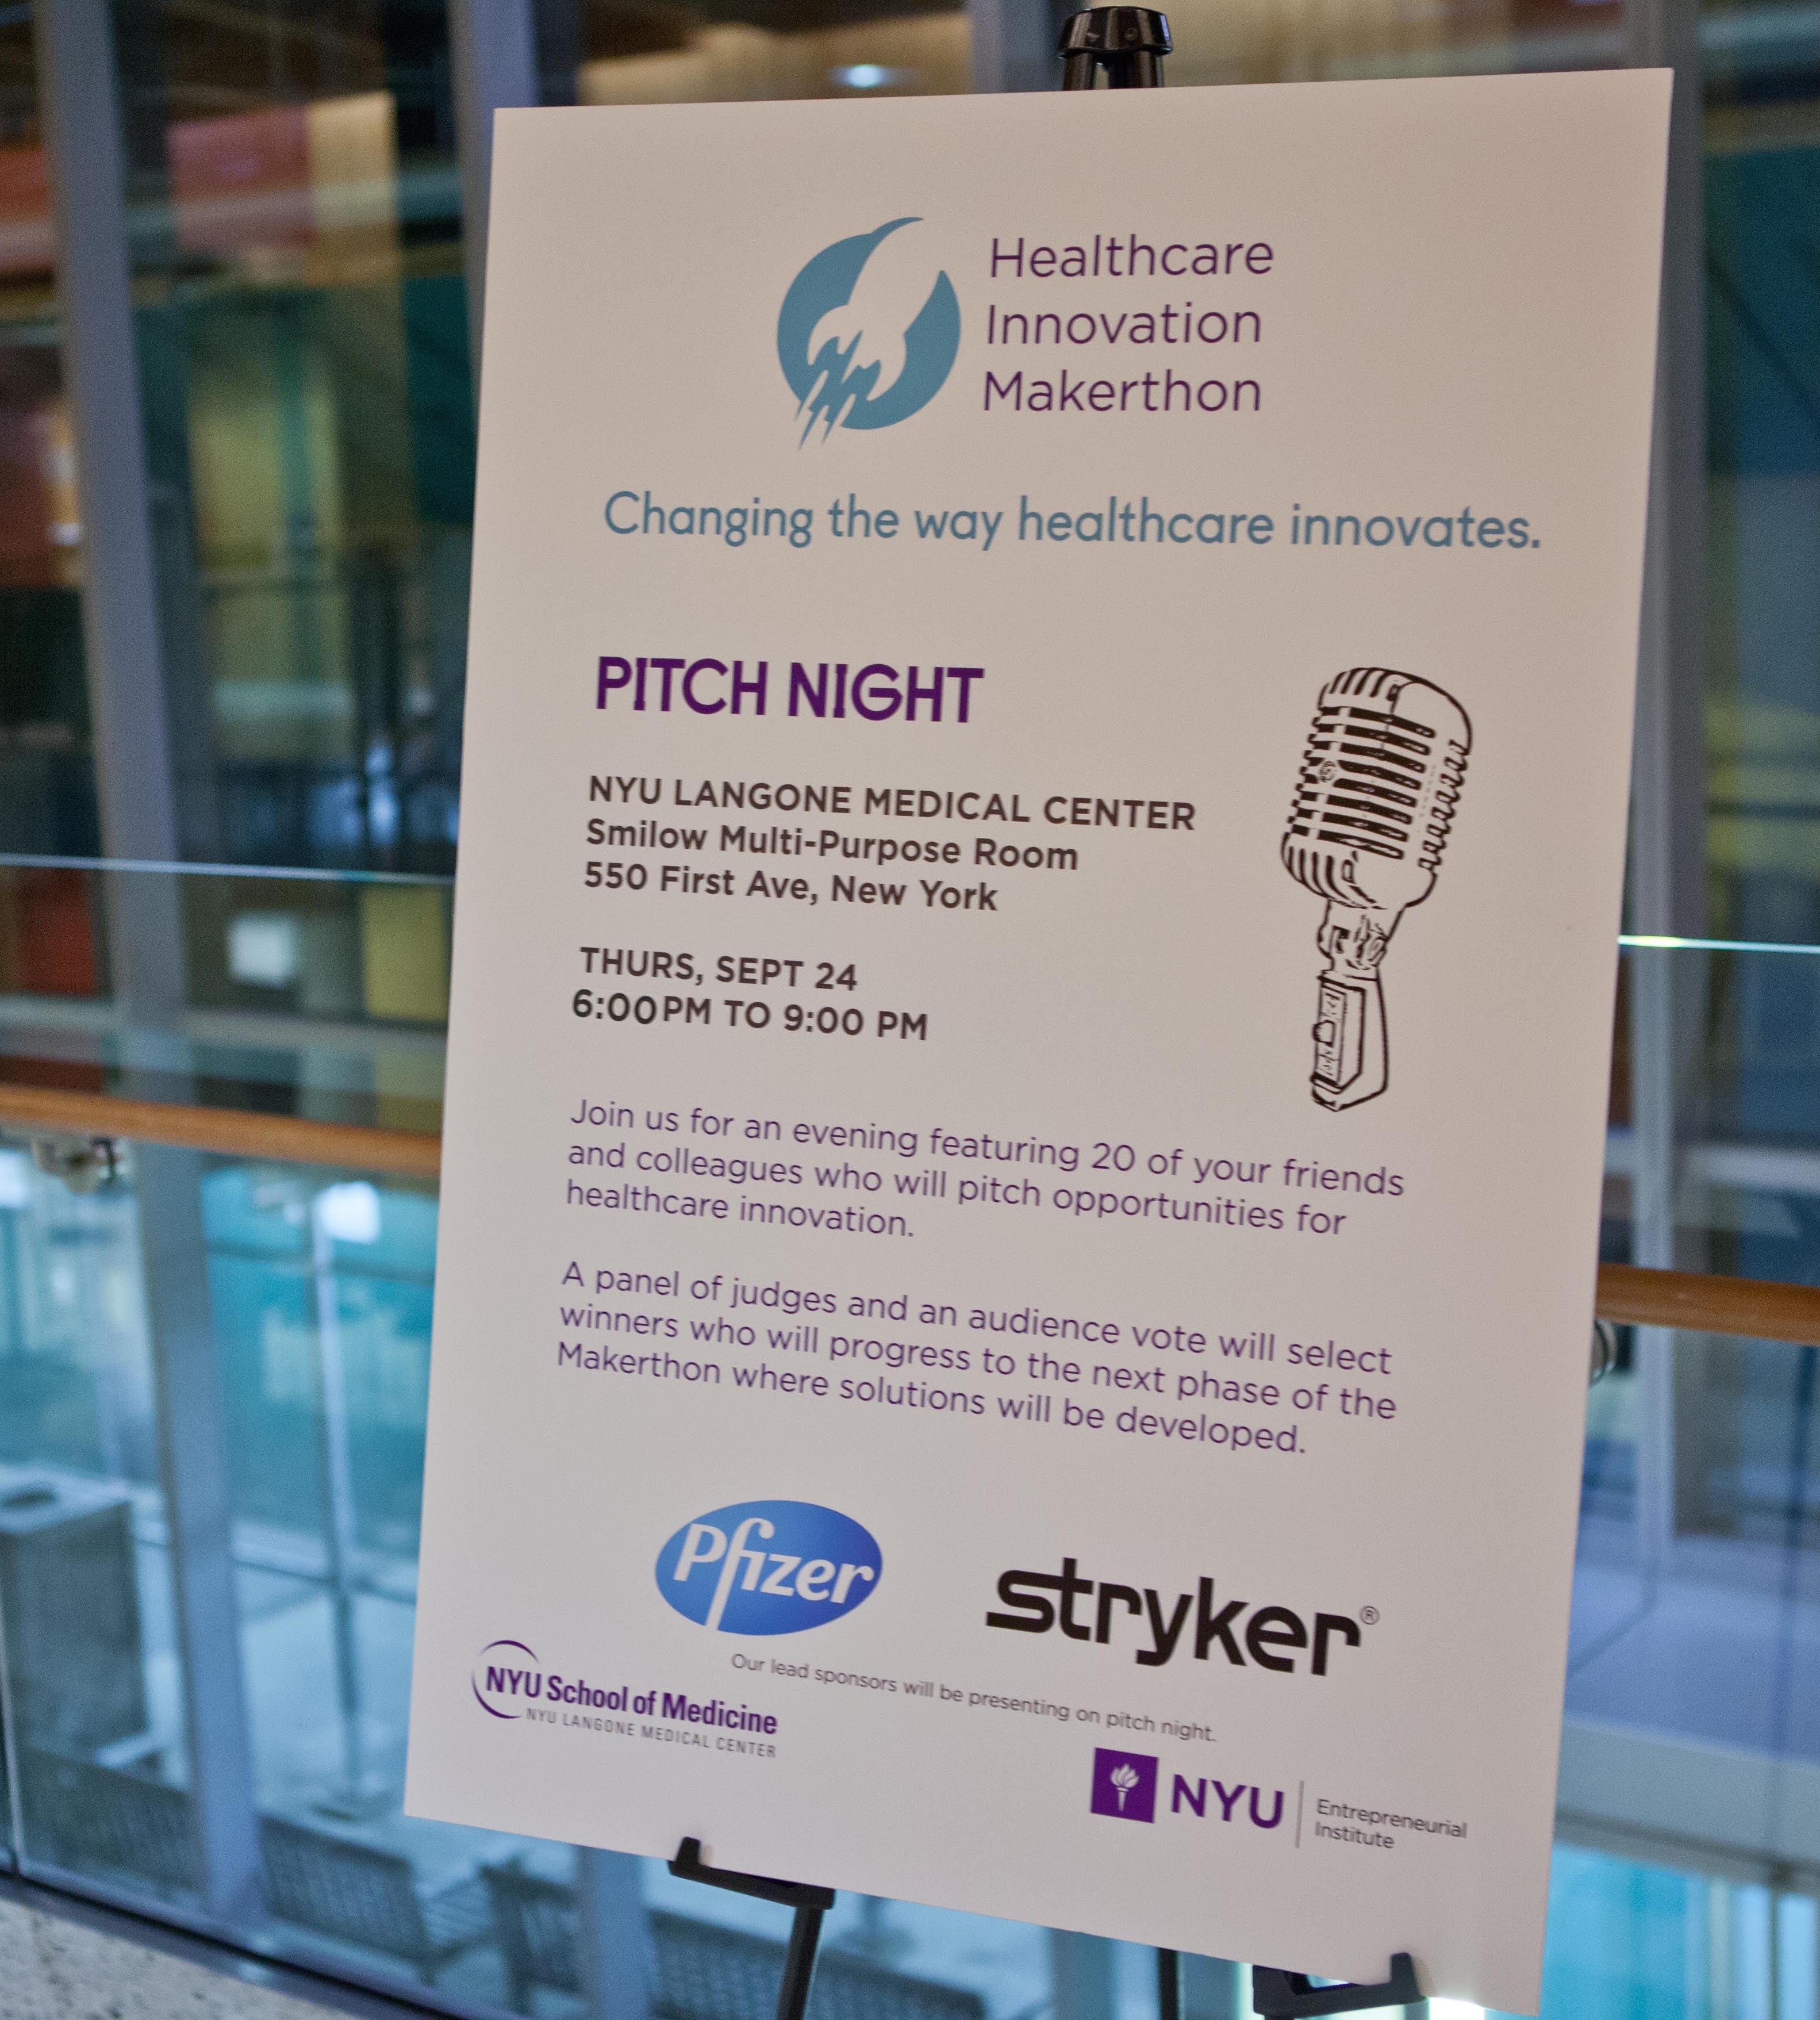 Healthcare
Innovation
Makerthon
Changing the way healthcare innovates.
PITCH NIGHT
NYU LANGONE MEDICAL CENTER
Smilow Multi-Purpose Room
550 First Ave, New York
THURS, SEPT 24
6:00PM TO 9:00 PM
Join us for an evening featuring 20 of your friends
and colleagues who will pitch opportunities for
healthcare innovation.
A panel of judges and an audience vote will select
winners who will progress to the next phase of the
Makerthon where solutions will be developed.
Pfizer
stryker®
Our lead sponsors will be presenting on pitch night.
NYU School of Medicine
NYU LANGONE MEDICAL CENTER
NYU
Entrepreneurial
Institute